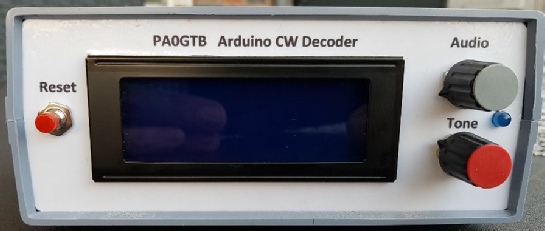 PA0GTB Arduino CW Decoder
Audio
Reset
Tone